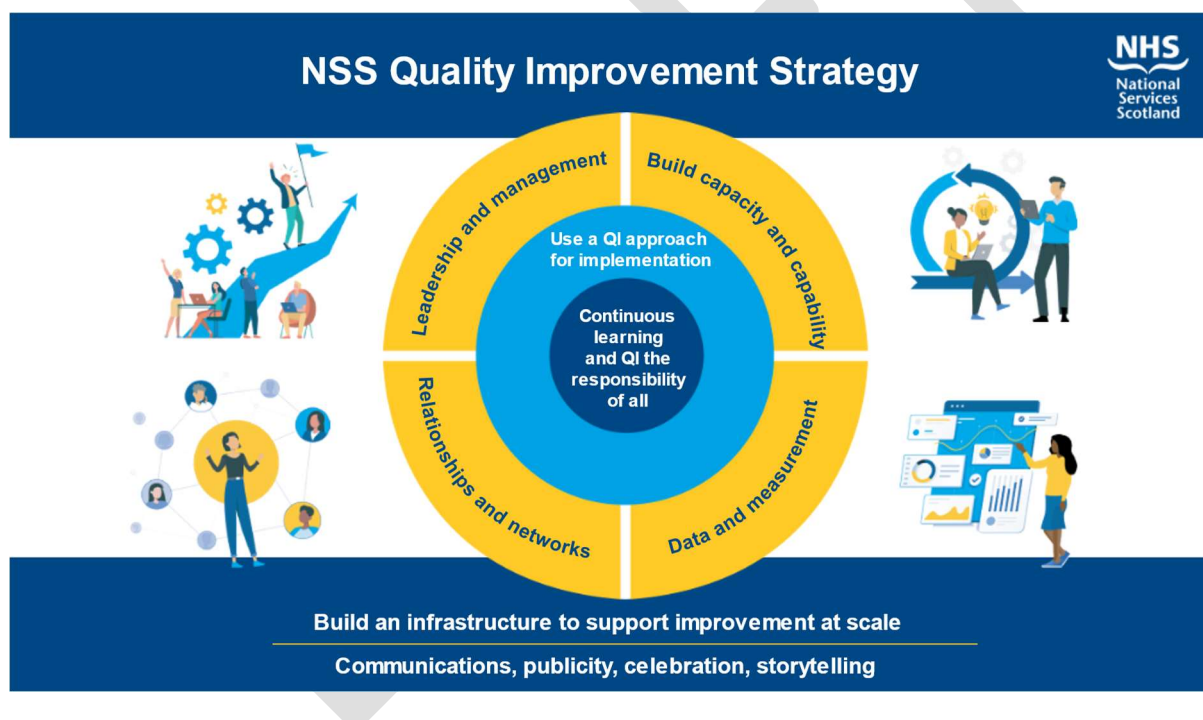 NSS Quality Improvement Strategy
NHS
National
Services
Scotland
Leadership and management
Build capacity and capability
Use a QI approach
for implementation
Continuous
learning
and QI the
responsibility
of all
Relationships and networks
Data and measurement
Build an infrastructure to support improvement at scale
Communications, publicity, celebration, storytelling